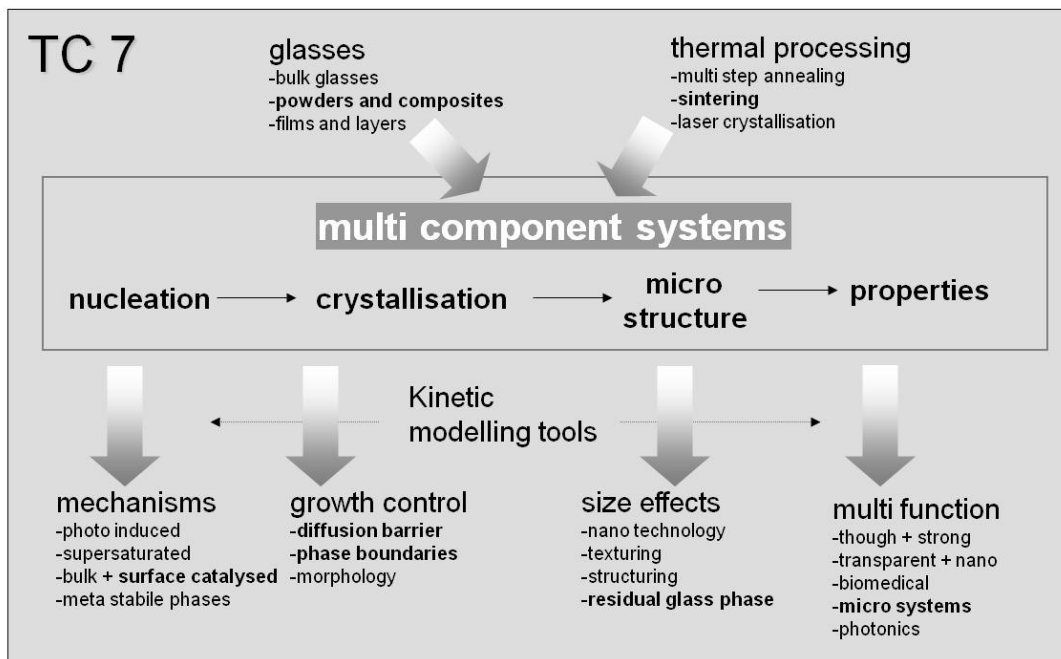 TC 7
glasses
-bulk glasses
-powders and composites
-films and layers
thermal processing
-multi step annealing
-sintering
-laser crystallisation
multi component systems
nucleation
crystallisation
micro
structure
properties
Kinetic
modelling tools
mechanisms
-photo induced
-supersaturated
-bulk + surface catalysed
-meta stabile phases
growth control
-diffusion barrier
-phase boundaries
-morphology
size effects
-nano technology
-texturing
-structuring
-residual glass phase
multi function
-though + strong
-transparent + nano
-biomedical
-micro systems
-photonics